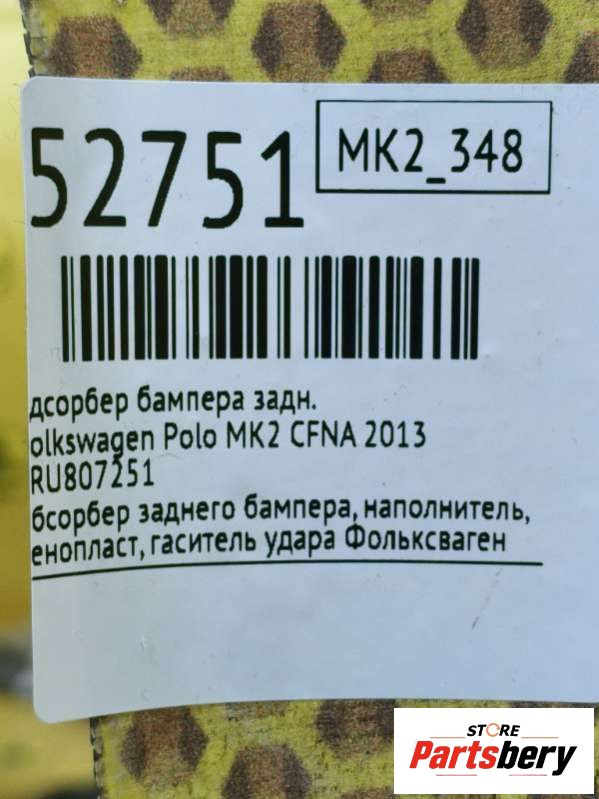 52751
MK2_348
дсорбер бампера задн.
olkswagen Polo MK2 CFNA 2013
RU807251
бсорбер заднего бампера, наполнитель,
енопласт, гаситель удара Фольксваген
STORE
Partsbery